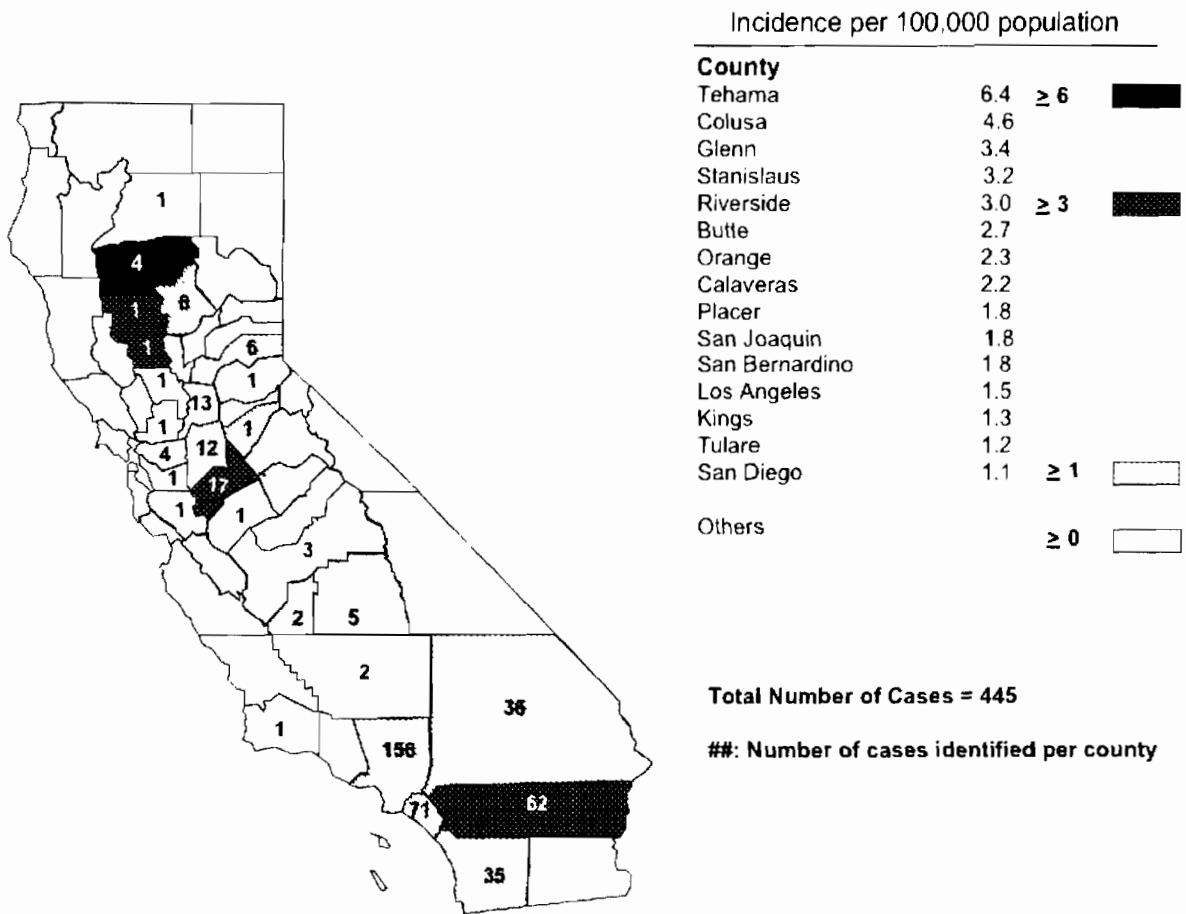 Incidence per 100,000 population
County
Tehama 6.4 ≥ 6
Colusa 4.6
Glenn 3.4
Stanislaus 3.2
Riverside 3.0 ≥ 3
Butte 2.7
Orange 2.3
Calaveras 2.2
Placer 1.8
San Joaquin 1.8
San Bernardino 1 8
Los Angeles 1.5
Kings 1.3
Tulare 1.2
San Diego 1.1 ≥ 1
Others ≥ 0
1
4
1
1
6
1
1
13
1
1
4
12
1
17
1
1
3
2
5
2
36
1
156
71
62
35
Total Number of Cases = 445
##: Number of cases identified per county